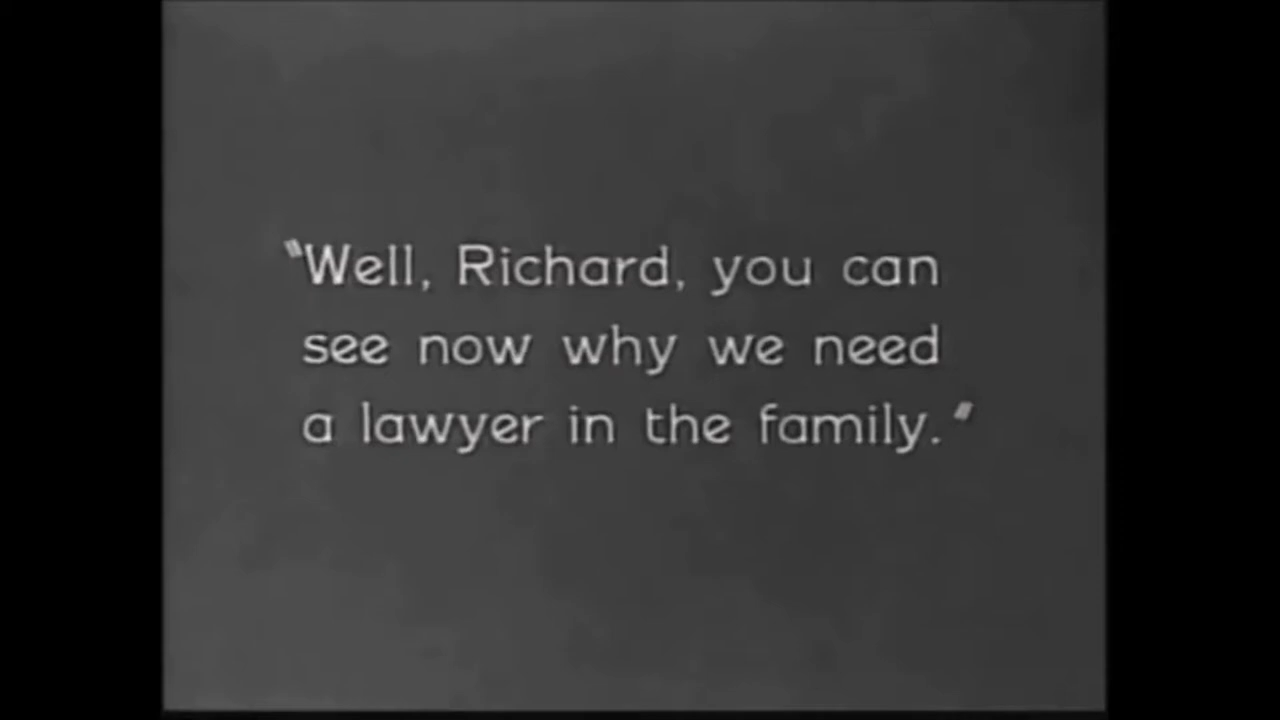 "Well, Richard, you can
see now why we need
a lawyer in the family."